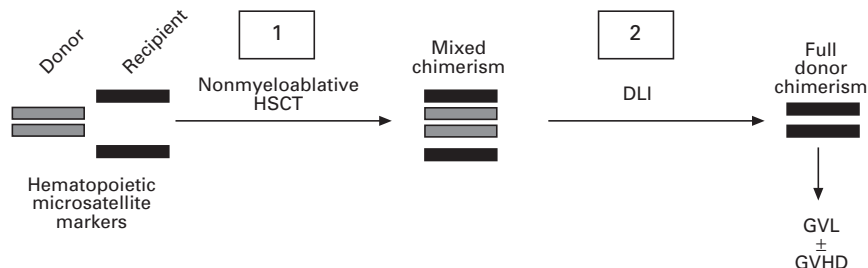 Donor
Recipient
1
Nonmyeloablative
HSCT
Mixed
chimerism
2
DLI
Full
donor
chimerism
Hematopoietic
microsatellite
markers
GVL
±
GVHD